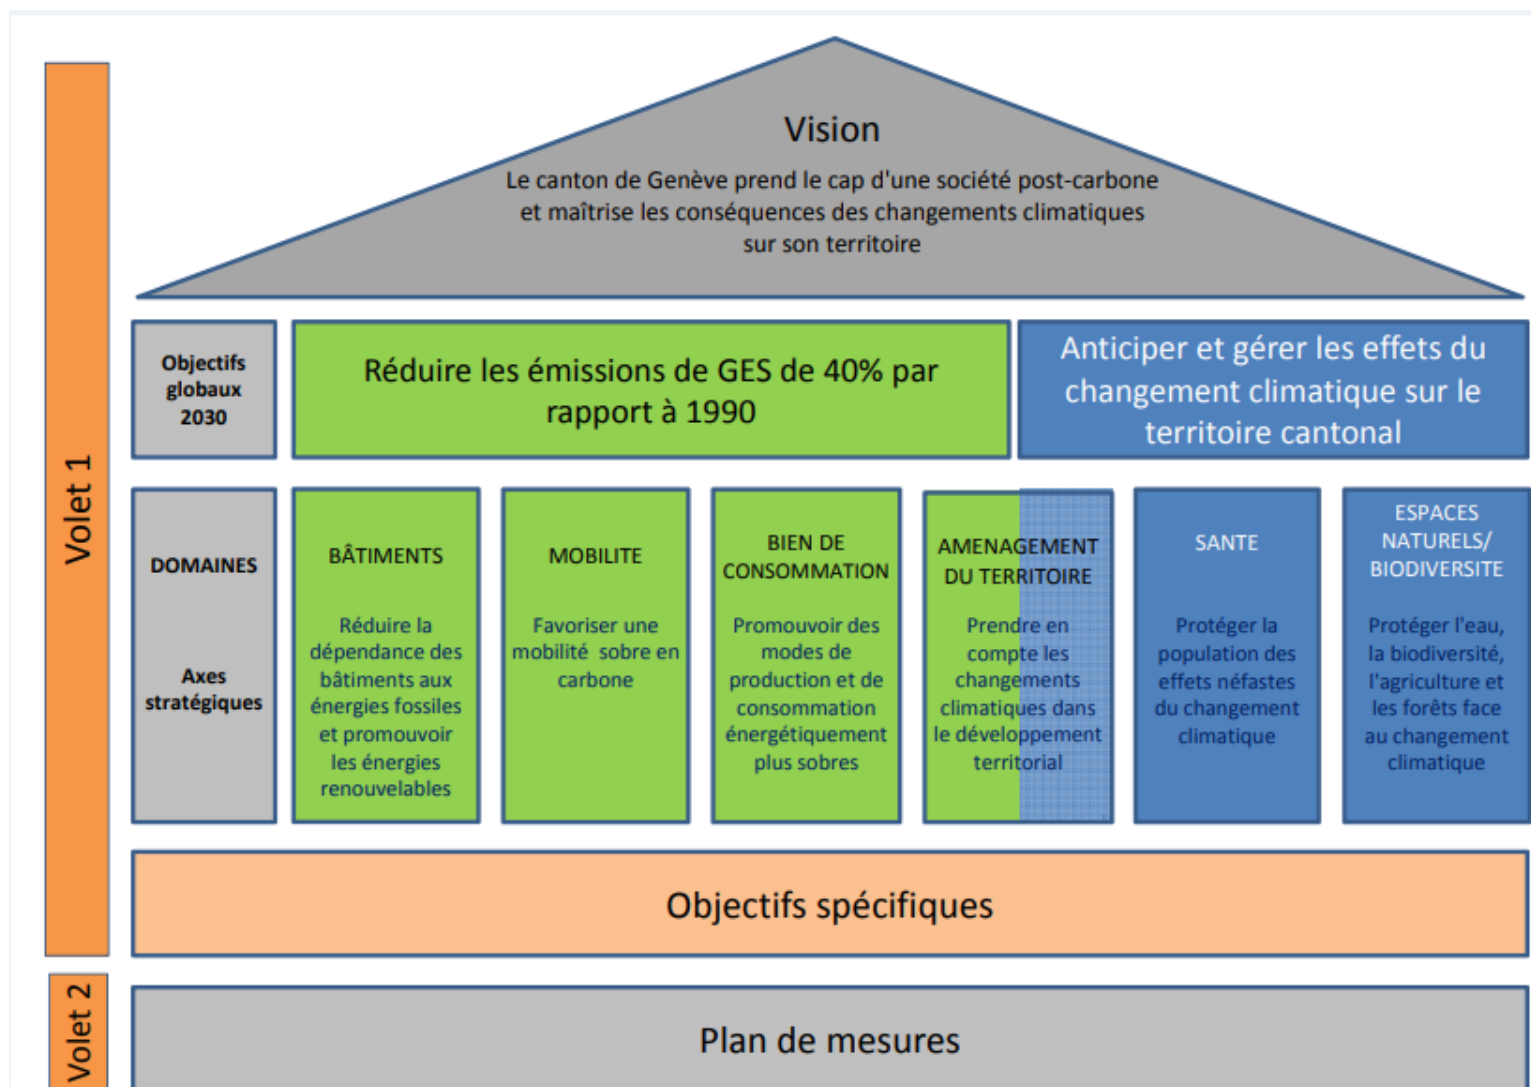 Vision
Le canton de Genève prend le cap d'une société post-carbone
et maîtrise les conséquences des changements climatiques
sur son territoire
Volet 1
Objectifs
globaux
2030
Réduire les émissions de GES de 40% par
rapport à 1990
Anticiper et gérer les effets du
changement climatique sur le
territoire cantonal
DOMAINES
Axes
stratégiques
BÂTIMENTS
Réduire la
dépendance des
bâtiments aux
énergies fossiles
et promouvoir
les énergies
renouvelables
MOBILITE
Favoriser une
mobilité sobre en
carbone
BIEN DE
CONSOMMATION
Promouvoir des
modes de
production et de
consommation
énergétiquement
plus sobres
AMENAGEMENT
DU TERRITOIRE
Prendre en
compte les
changements
climatiques dans
le développement
territorial
SANTE
Protéger la
population des
effets néfastes
du changement
climatique
ESPACES
NATURELS/
BIODIVERSITE
Protéger l'eau,
la biodiversité,
l'agriculture et
les forêts face
au changement
climatique
Objectifs spécifiques
Volet 2
Plan de mesures